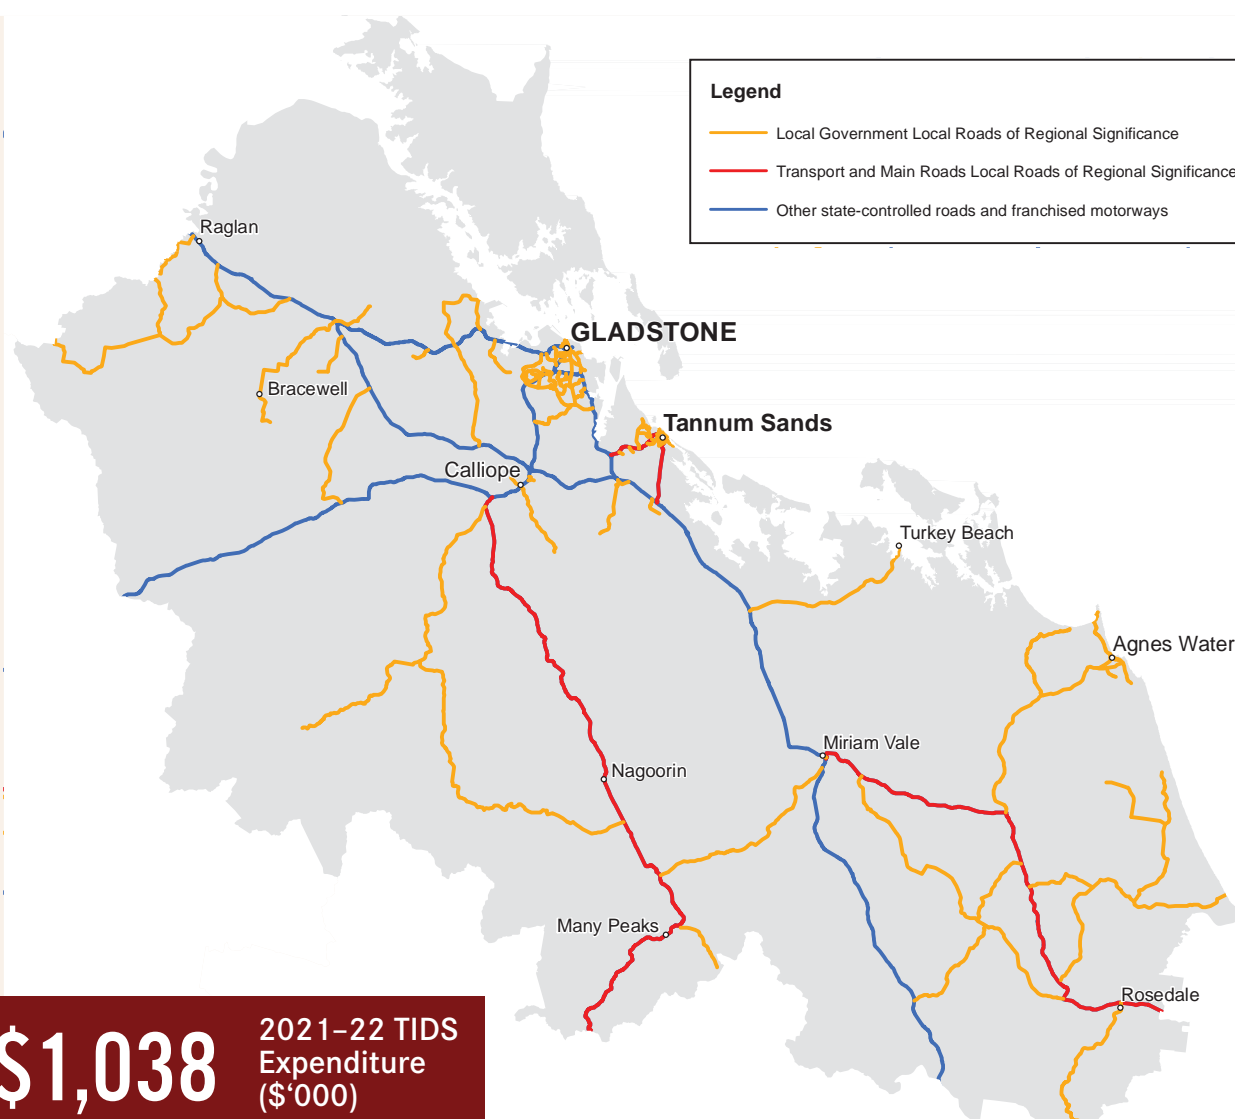 Legend
Local Government Local Roads of Regional Significance
Transport and Main Roads Local Roads of Regional Significance
Other state-controlled roads and franchised motorways
Raglan
GLADSTONE
Bracewell
Tannum Sands
Calliope
Turkey Beach
Agnes Water
Miriam Vale
Nagoorin
Many Peaks
Rosedale
$1,038
2021–22 TIDS
Expenditure
($‘000)